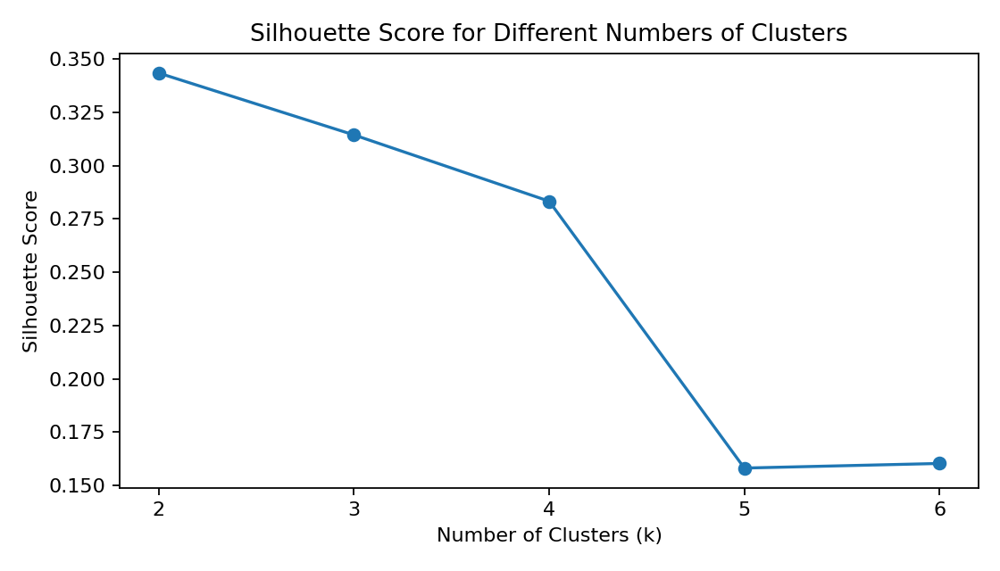 Silhouette Score for Different Numbers of Clusters
0.350
0.325
0.300
0.275
0.250
0.225
0.200
0.175
0.150
Silhouette Score
2 3 4 5 6
Number of Clusters (k)